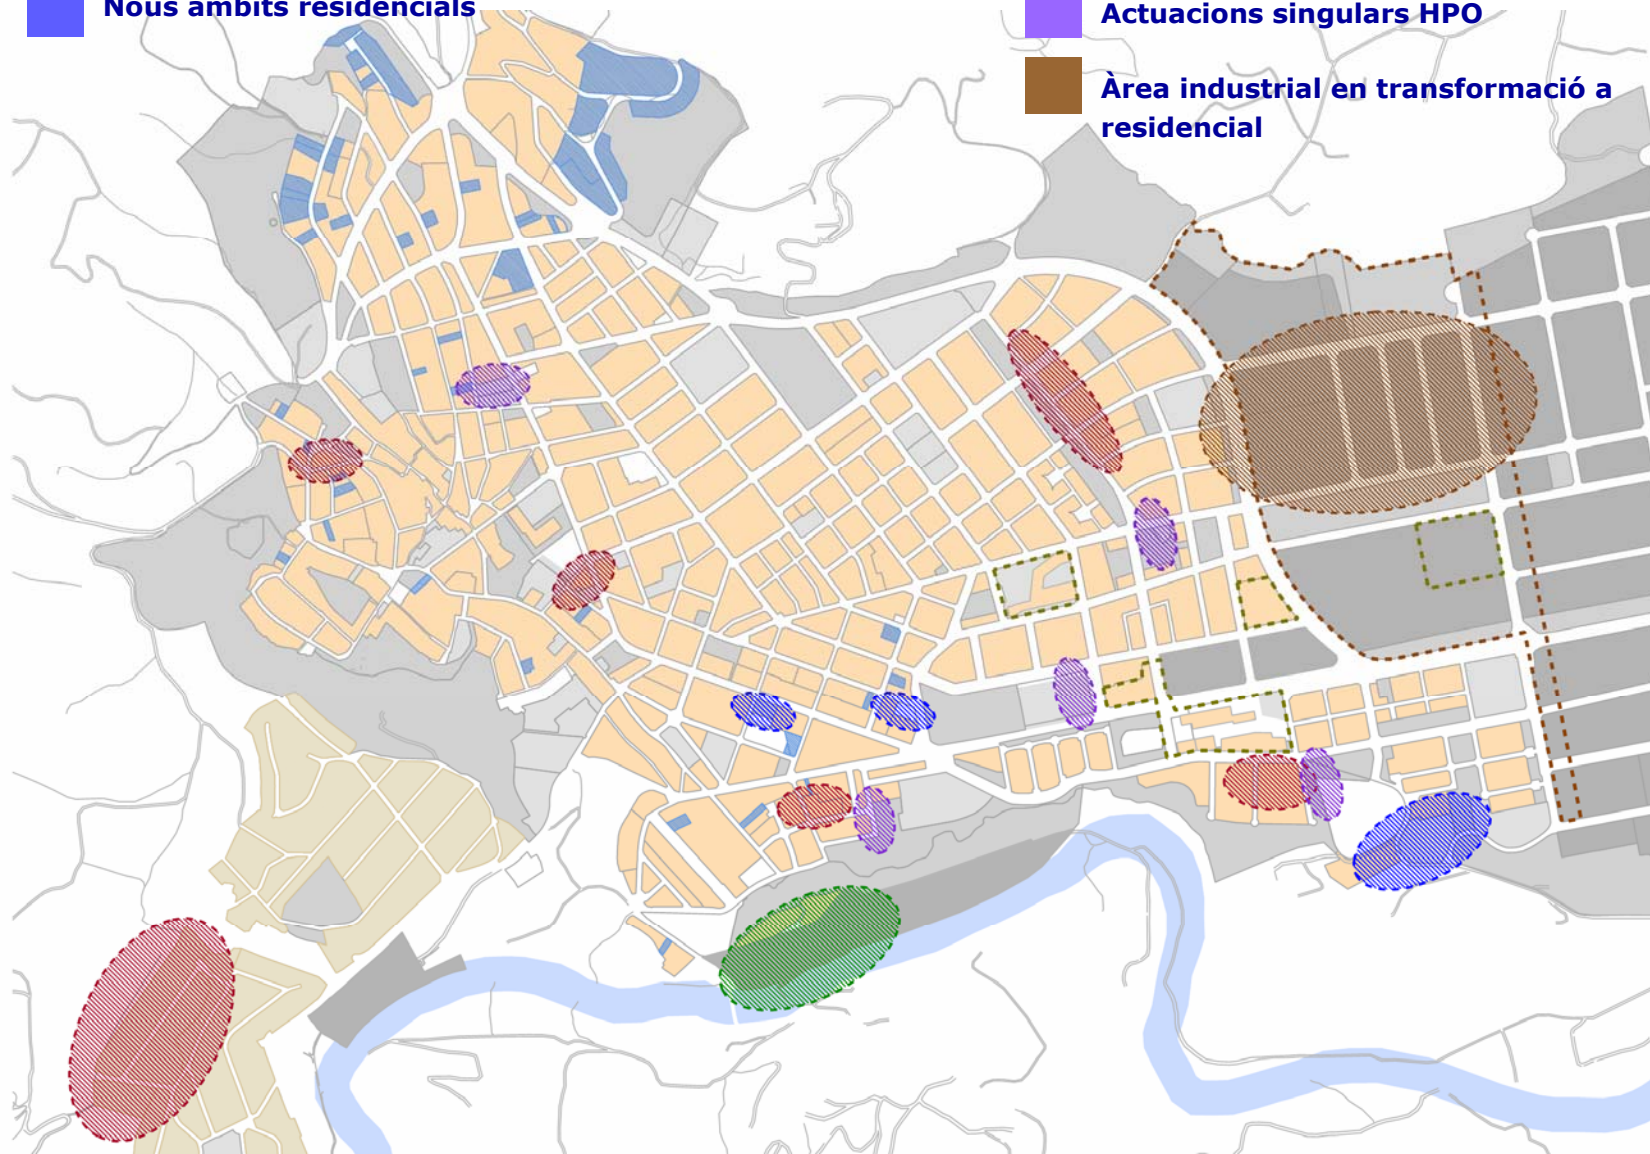 Nous àmbits residencials
Actuacions singulars HPO
Àrea industrial en transformació a
residencial